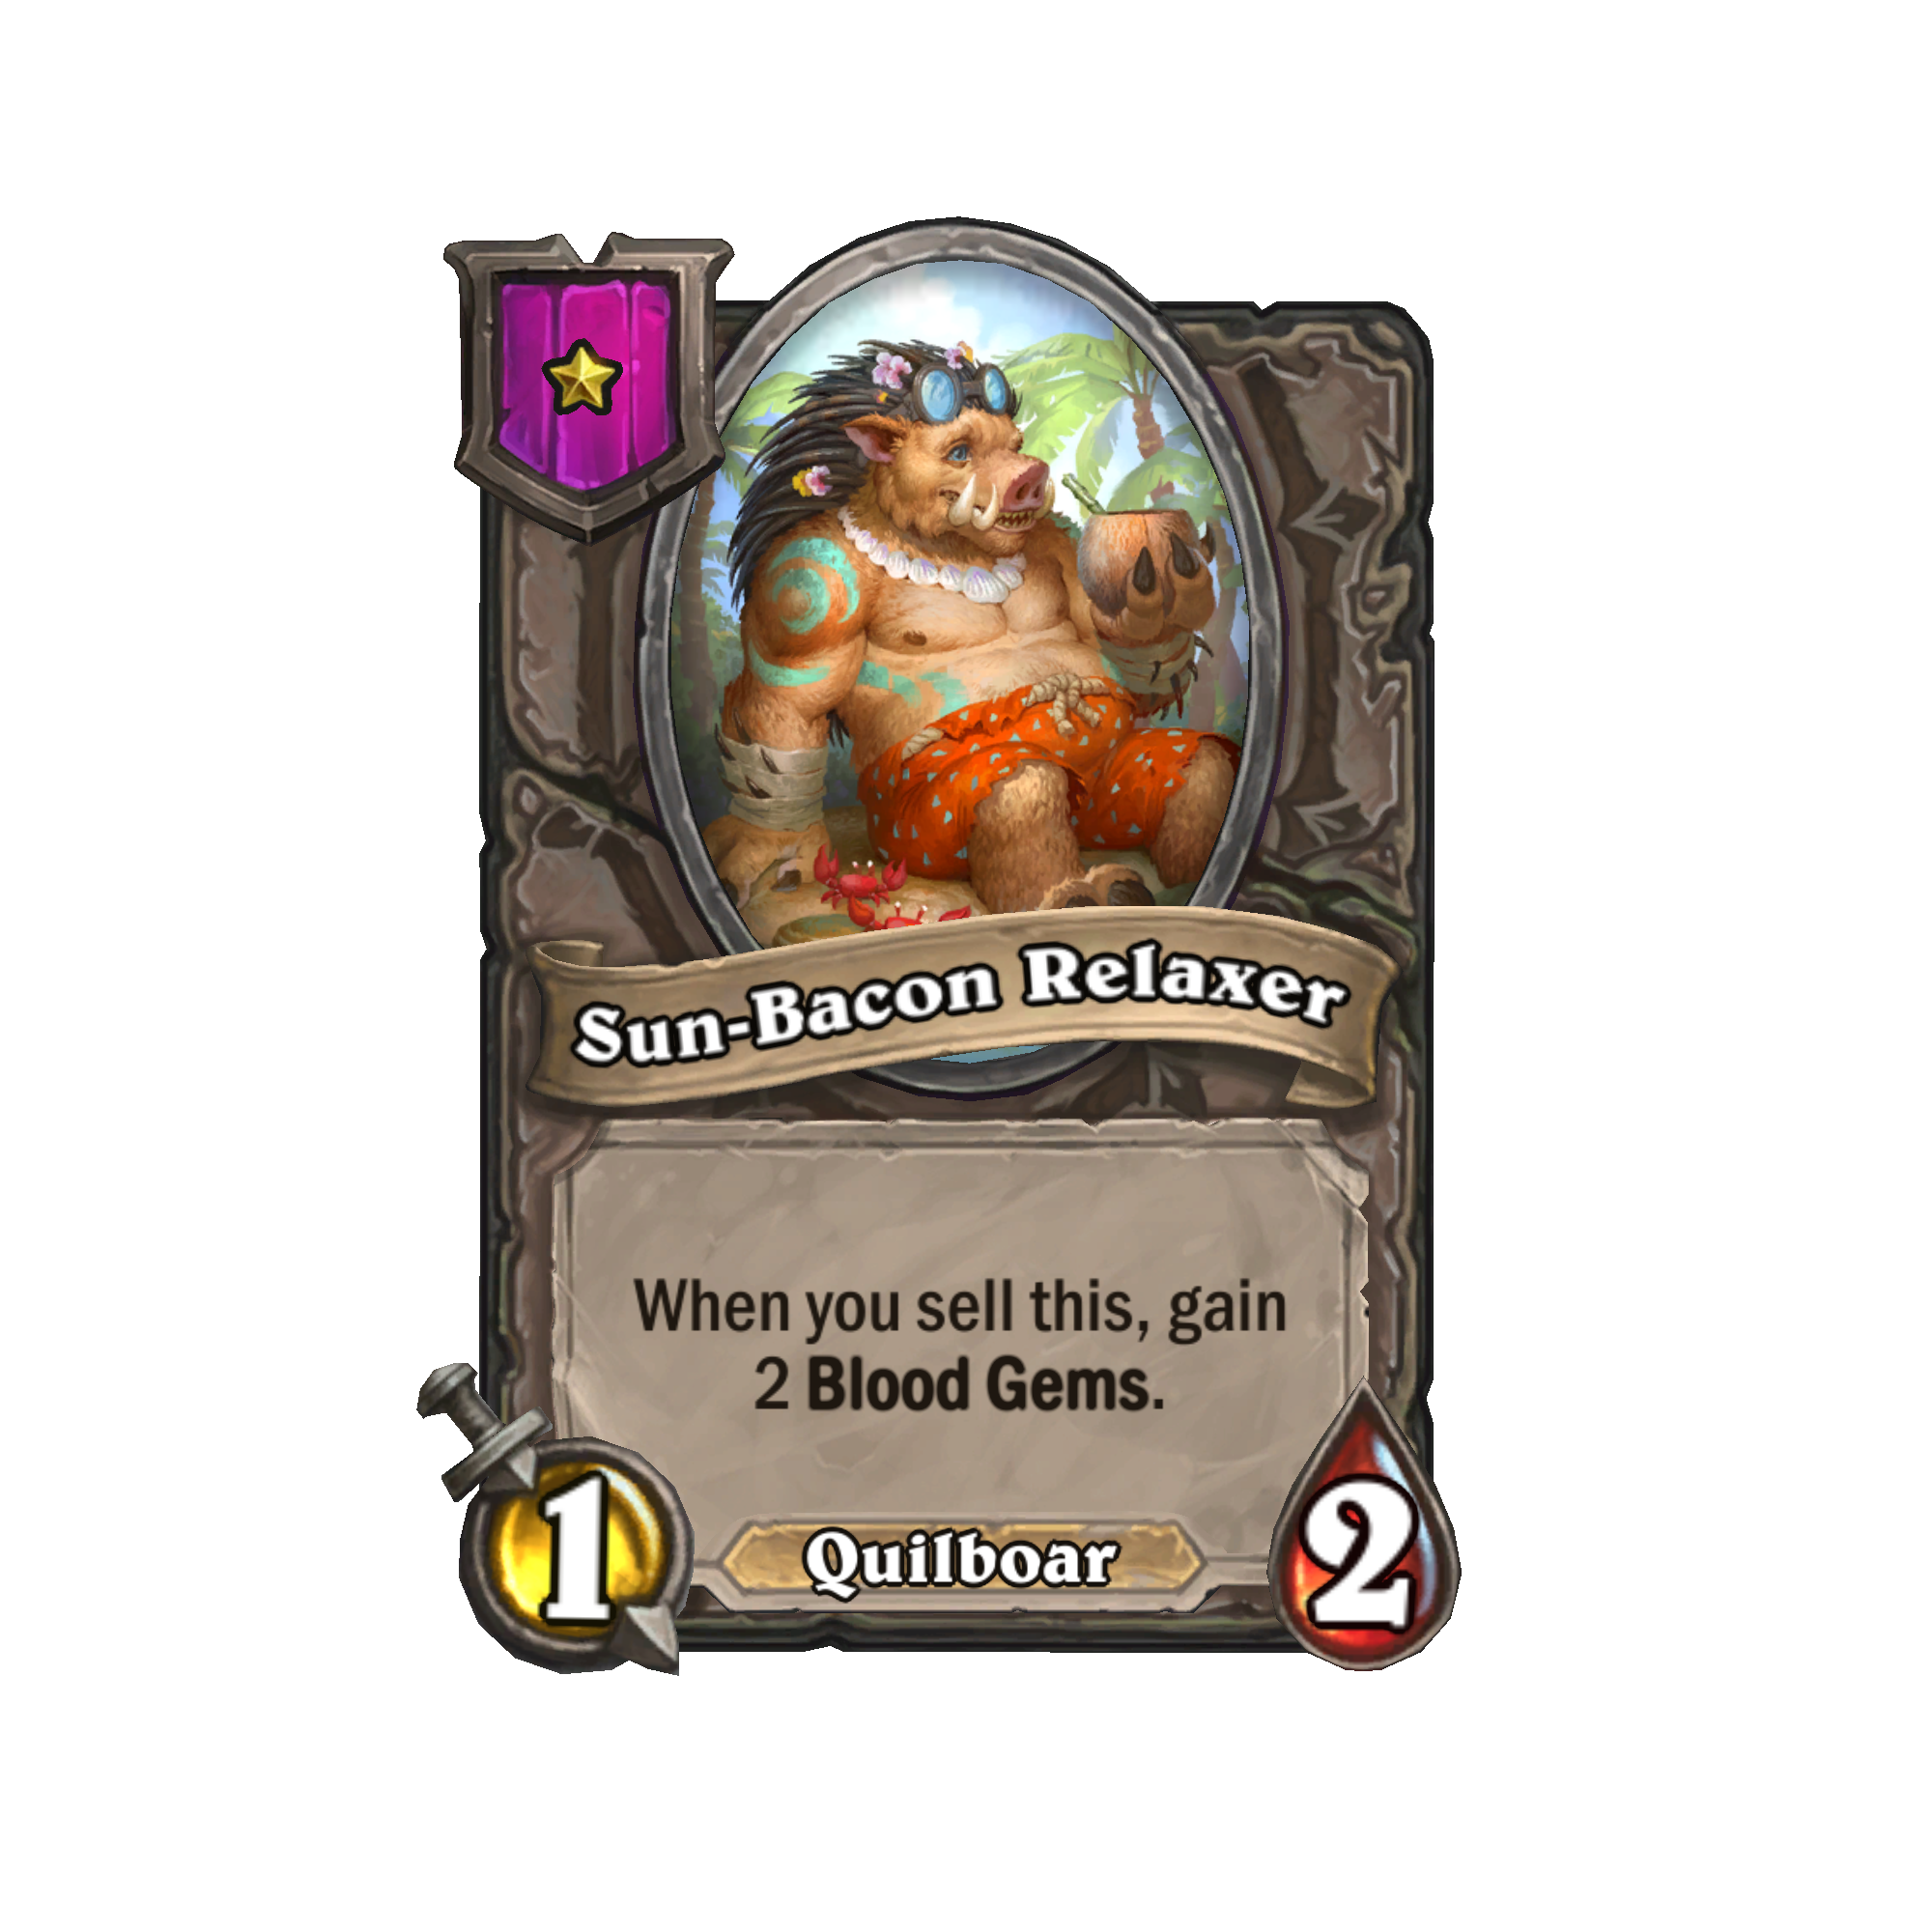 Sun-Bacon Relaxer
When you sell this, gain
2 Blood Gems.
1
Quilboar
2